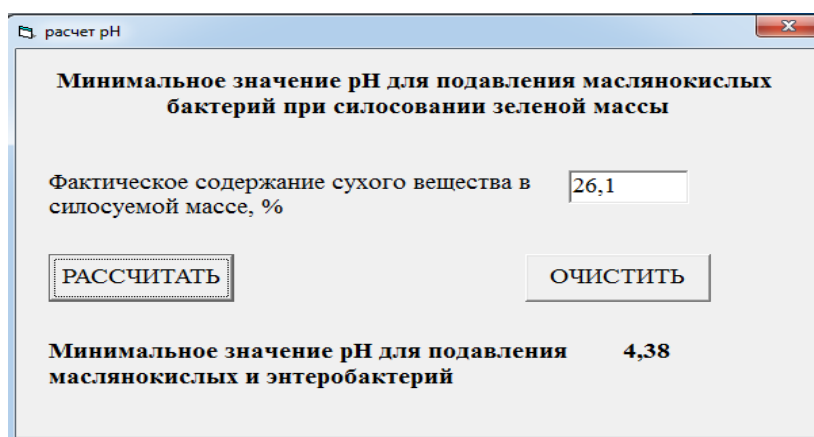 расчет pH
Минимальное значение pH для подавления маслянокислых
бактерий при силосовании зеленой массы
Фактическое содержание сухого вещества в
силосуемой массе, %
26,1
РАССЧИТАТЬ
ОЧИСТИТЬ
Минимальное значение pH для подавления
маслянокислых и энтеробактерий
4,38